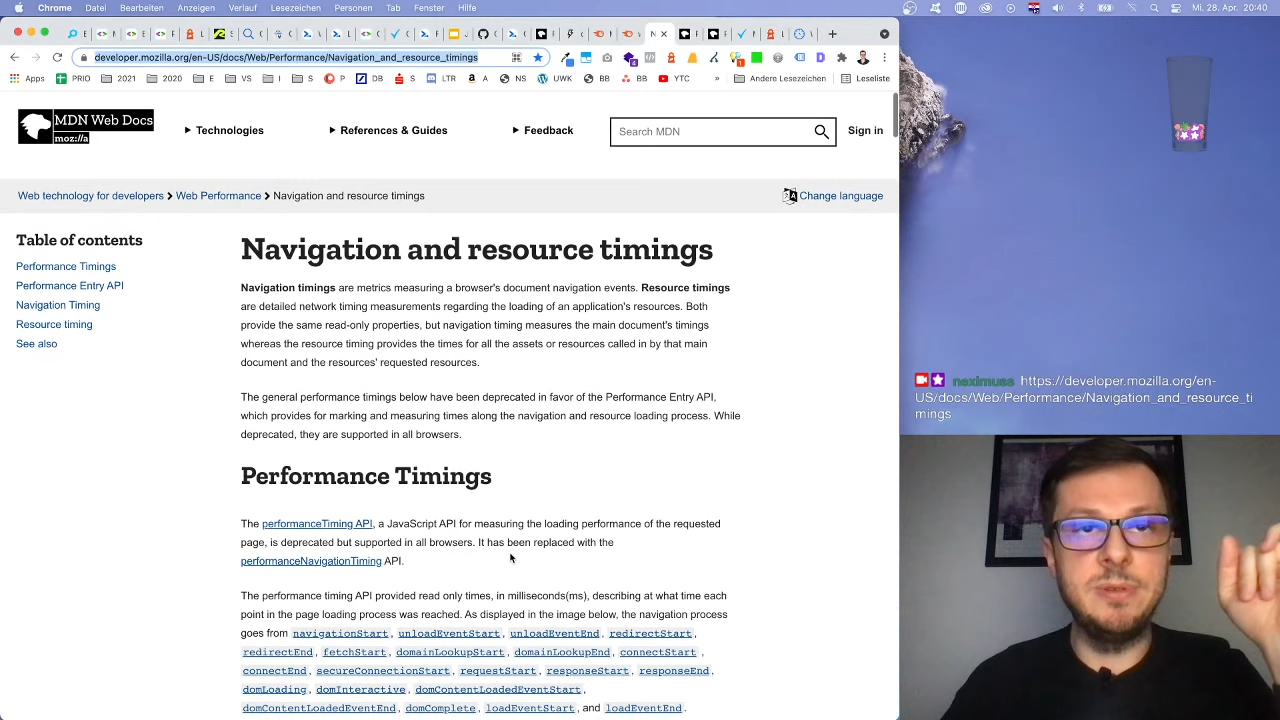 Chrome Datei Bearbeiten Anzeigen Verlauf Lesezeichen Personen Tab Fenster Hilfe
Mi. 28. Apr. 20:40
developer.mozilla.org/en-US/docs/Web/Performance/Navigation_and_resource_timings
Apps PRIO 2021 2020 E VS I S P DB S LTR A NS UWK BB BB YTC » Andere Lesezeichen Leseliste
MDN Web Docs
moz://a
Technologies
References & Guides
Feedback
Search MDN
Sign in
Web technology for developers Web Performance Navigation and resource timings
Change language
Table of contents
Performance Timings
Performance Entry API
Navigation Timing
Resource timing
See also
Navigation and resource timings
Navigation timings are metrics measuring a browser's document navigation events. Resource timings
are detailed network timing measurements regarding the loading of an application's resources. Both
provide the same read-only properties, but navigation timing measures the main document's timings
whereas the resource timing provides the times for all the assets or resources called in by that main
document and the resources' requested resources.
The general performance timings below have been deprecated in favor of the Performance Entry API,
which provides for marking and measuring times along the navigation and resource loading process. While
deprecated, they are supported in all browsers.
Performance Timings
The performanceTiming API, a JavaScript API for measuring the loading performance of the requested
page, is deprecated but supported in all browsers. It has been replaced with the
performanceNavigationTiming API.
The performance timing API provided read only times, in milliseconds(ms), describing at what time each
point in the page loading process was reached. As displayed in the image below, the navigation process
goes from navigationStart, unloadEventStart, unloadEventEnd, redirectStart,
redirectEnd, fetchStart, domainLookupStart, domainLookupEnd, connectStart ,
connectEnd, secureConnectionStart, requestStart, responseStart, responseEnd,
domLoading, domInteractive, domContentLoadedEventStart,
domContentLoadedEventEnd, domComplete, loadEventStart, and loadEventEnd.
neximuss https://developer.mozilla.org/en-
US/docs/Web/Performance/Navigation_and_resource_ti
mings